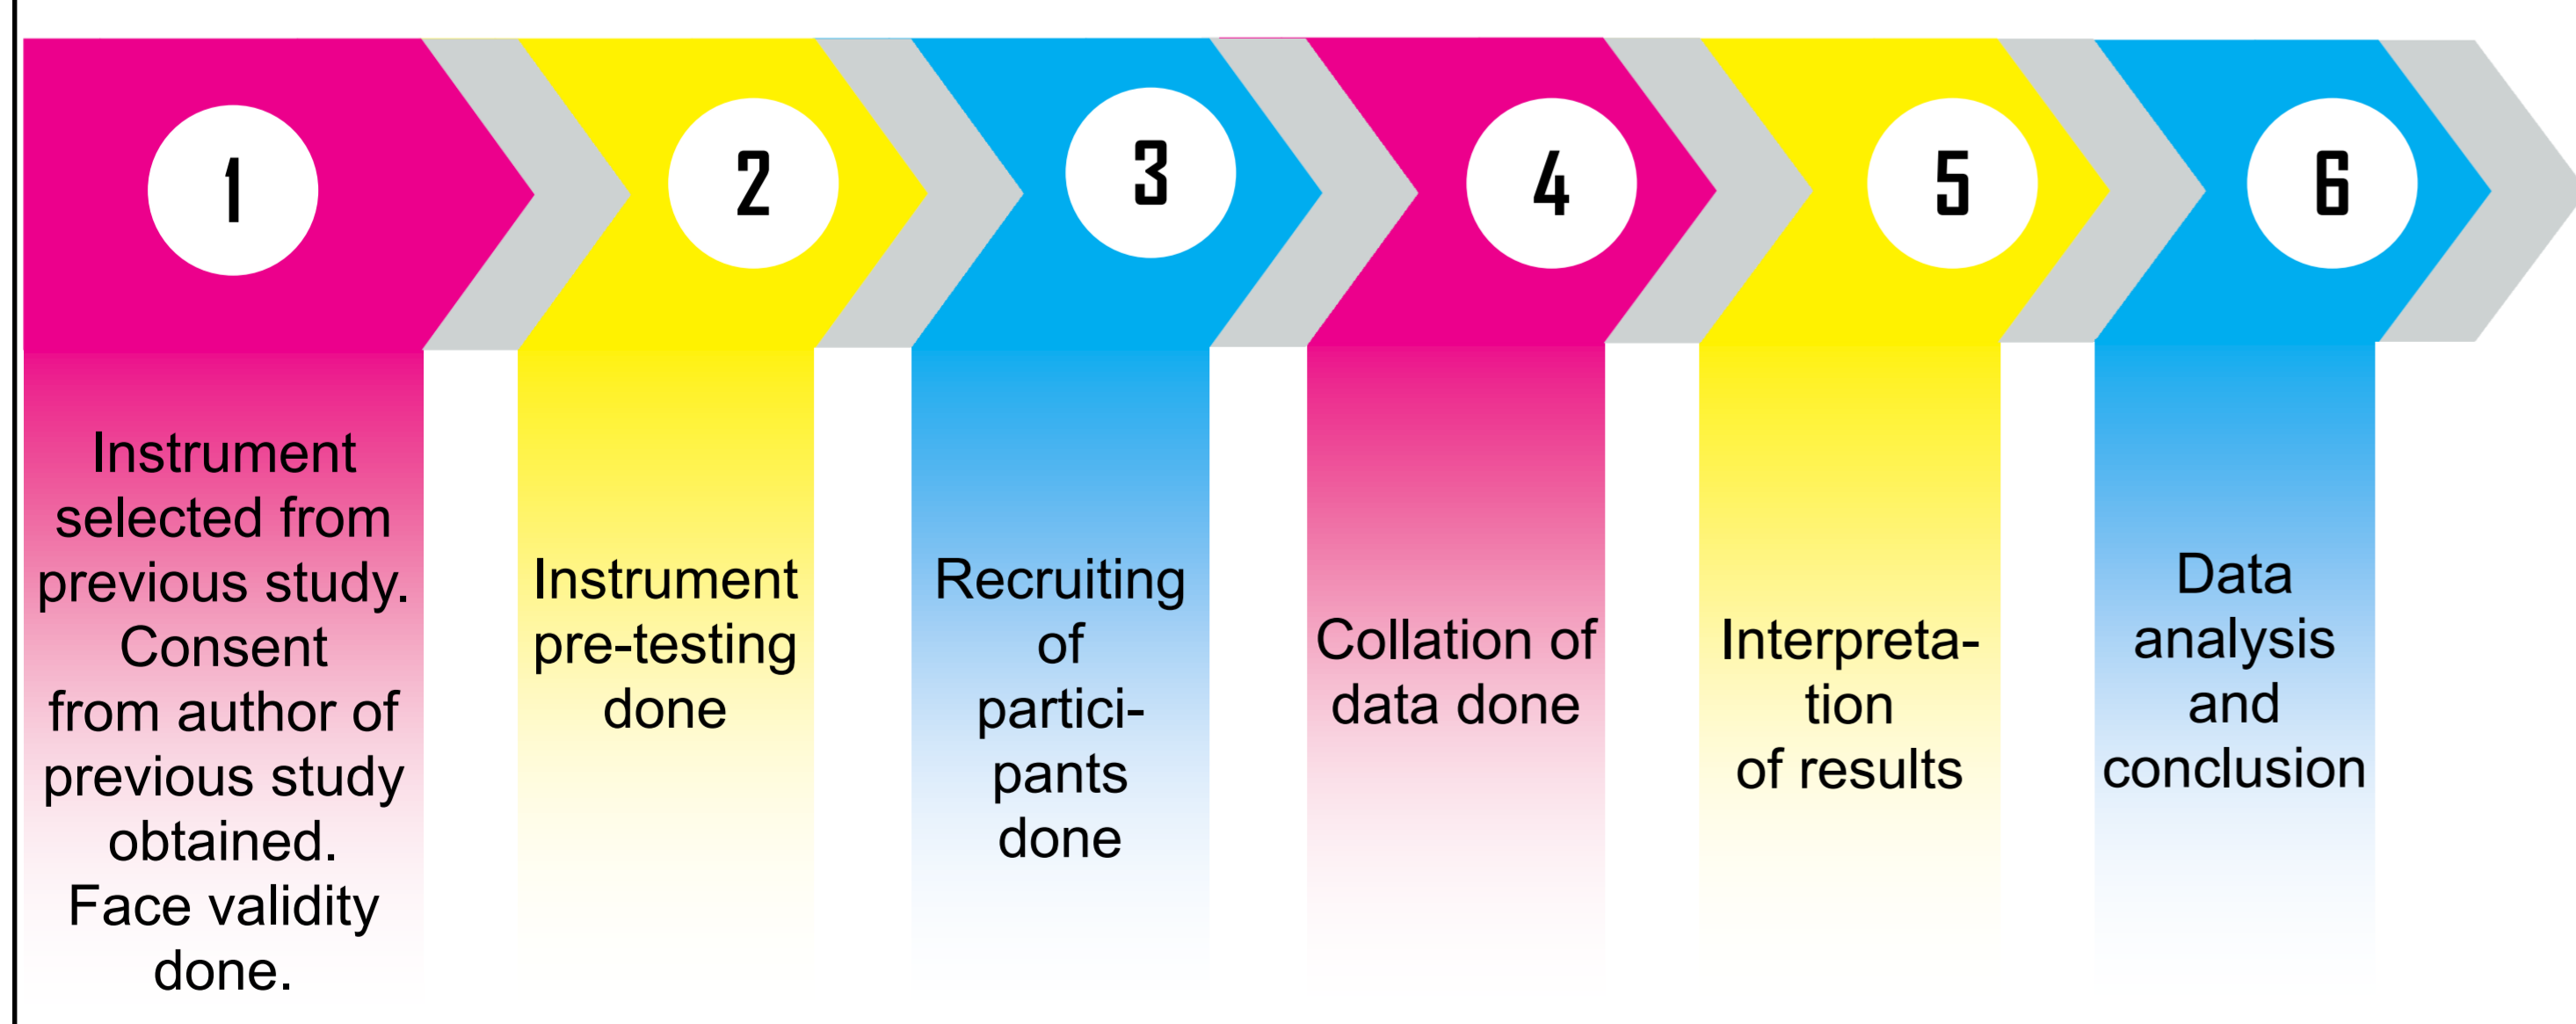 1
Instrument
selected from
previous study.
Consent
from author of
previous study
obtained.
Face validity
done.
2
Instrument
pre-testing
done
3
Recruiting
of
partici-
pants
done
4
Collation of
data done
5
Interpreta-
tion
of results
6
Data
analysis
and
conclusion